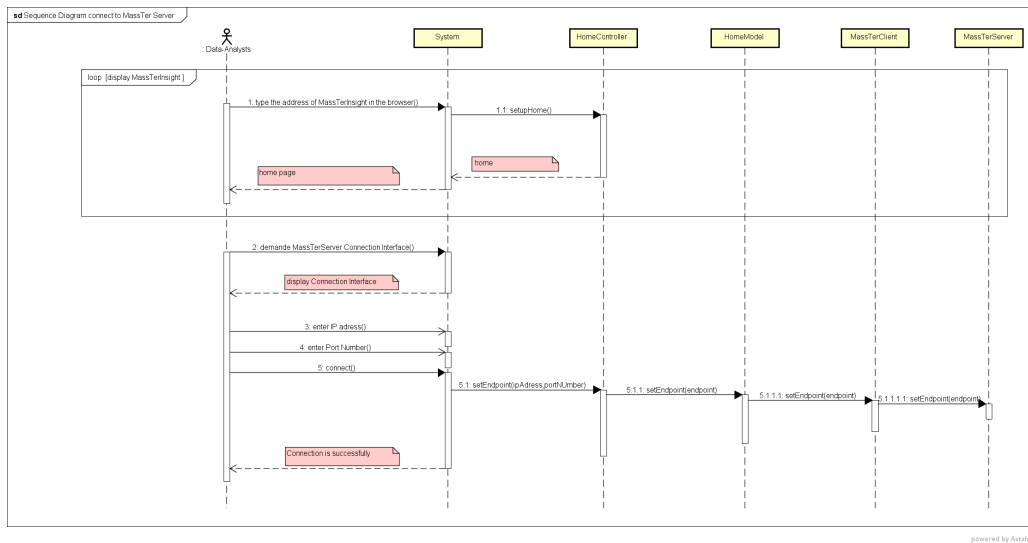 sd Sequence Diagram connect to MassTer Server
: Data-Analysts
System
HomeController
HomeModel
MassTerClient
MassTerServer
loop [display MassTerInsight ]
1: type the address of MassTerInsight in the browser()
1.1: setupHome()
home
home page
2: demande MassTerServer Connection Interface()
display Connection Interface
3: enter IP adress()
4: enter Port Number()
5: connect()
5.1: setEndpoint(ipAdress,portNUmber)
5.1.1: setEndpoint(endpoint)
5.1.1.1: setEndpoint(endpoint)
5.1.1.1.1: setEndpoint(endpoint)
Connection is successfully
powered by Astah